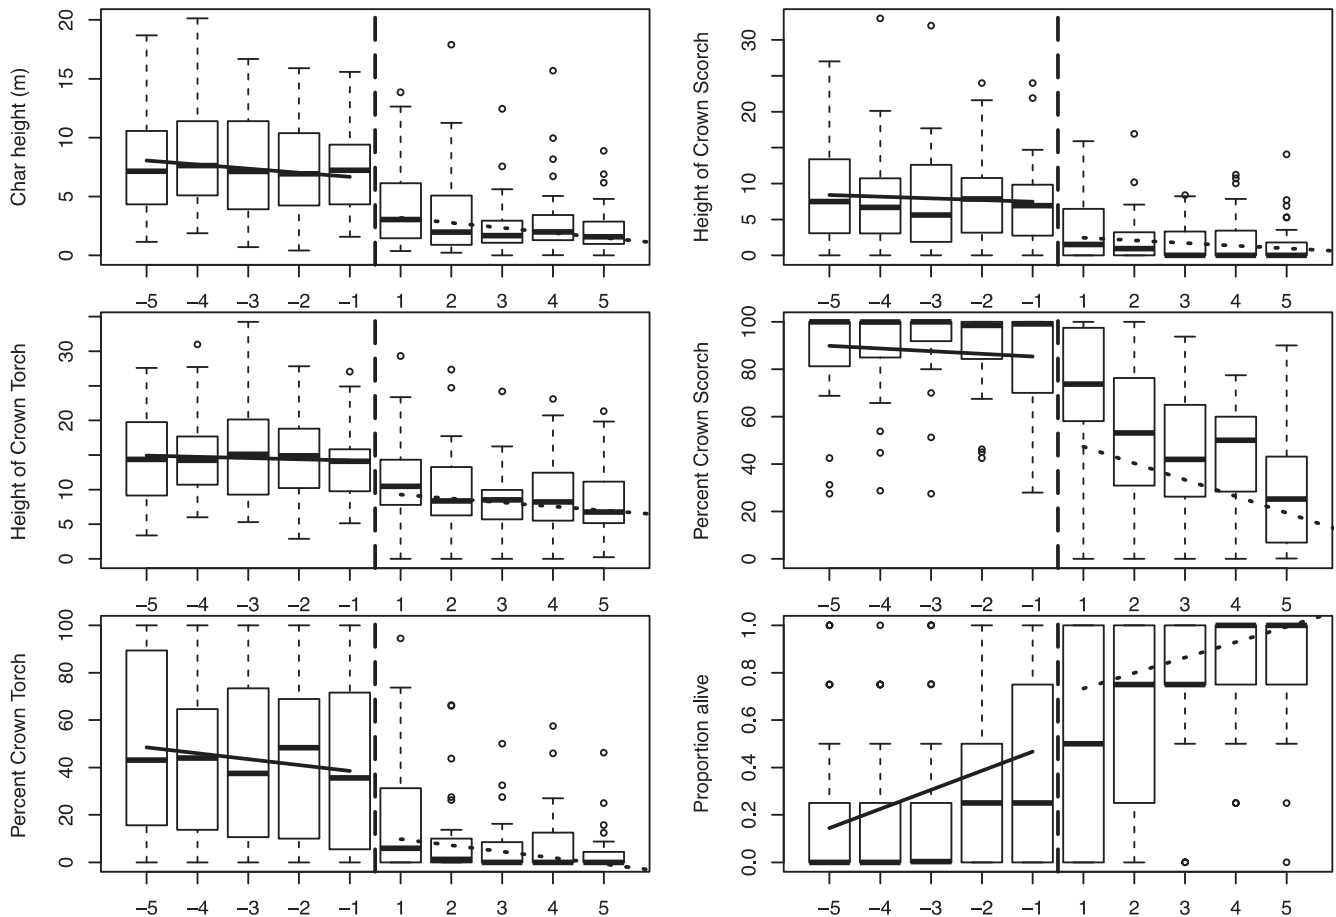 Char height (m)
0 5 10 15 20
−5 −4 −3 −2 −1 1 2 3 4 5
Height of Crown Scorch
0 5 10 20 30
−5 −4 −3 −2 −1 1 2 3 4 5
Height of Crown Torch
0 5 10 20 30
−5 −4 −3 −2 −1 1 2 3 4 5
Percent Crown Scorch
0 20 40 60 80 100
−5 −4 −3 −2 −1 1 2 3 4 5
Percent Crown Torch
0 20 40 60 80 100
−5 −4 −3 −2 −1 1 2 3 4 5
Proportion alive
0.0 0.2 0.4 0.6 0.8 1.0
−5 −4 −3 −2 −1 1 2 3 4 5